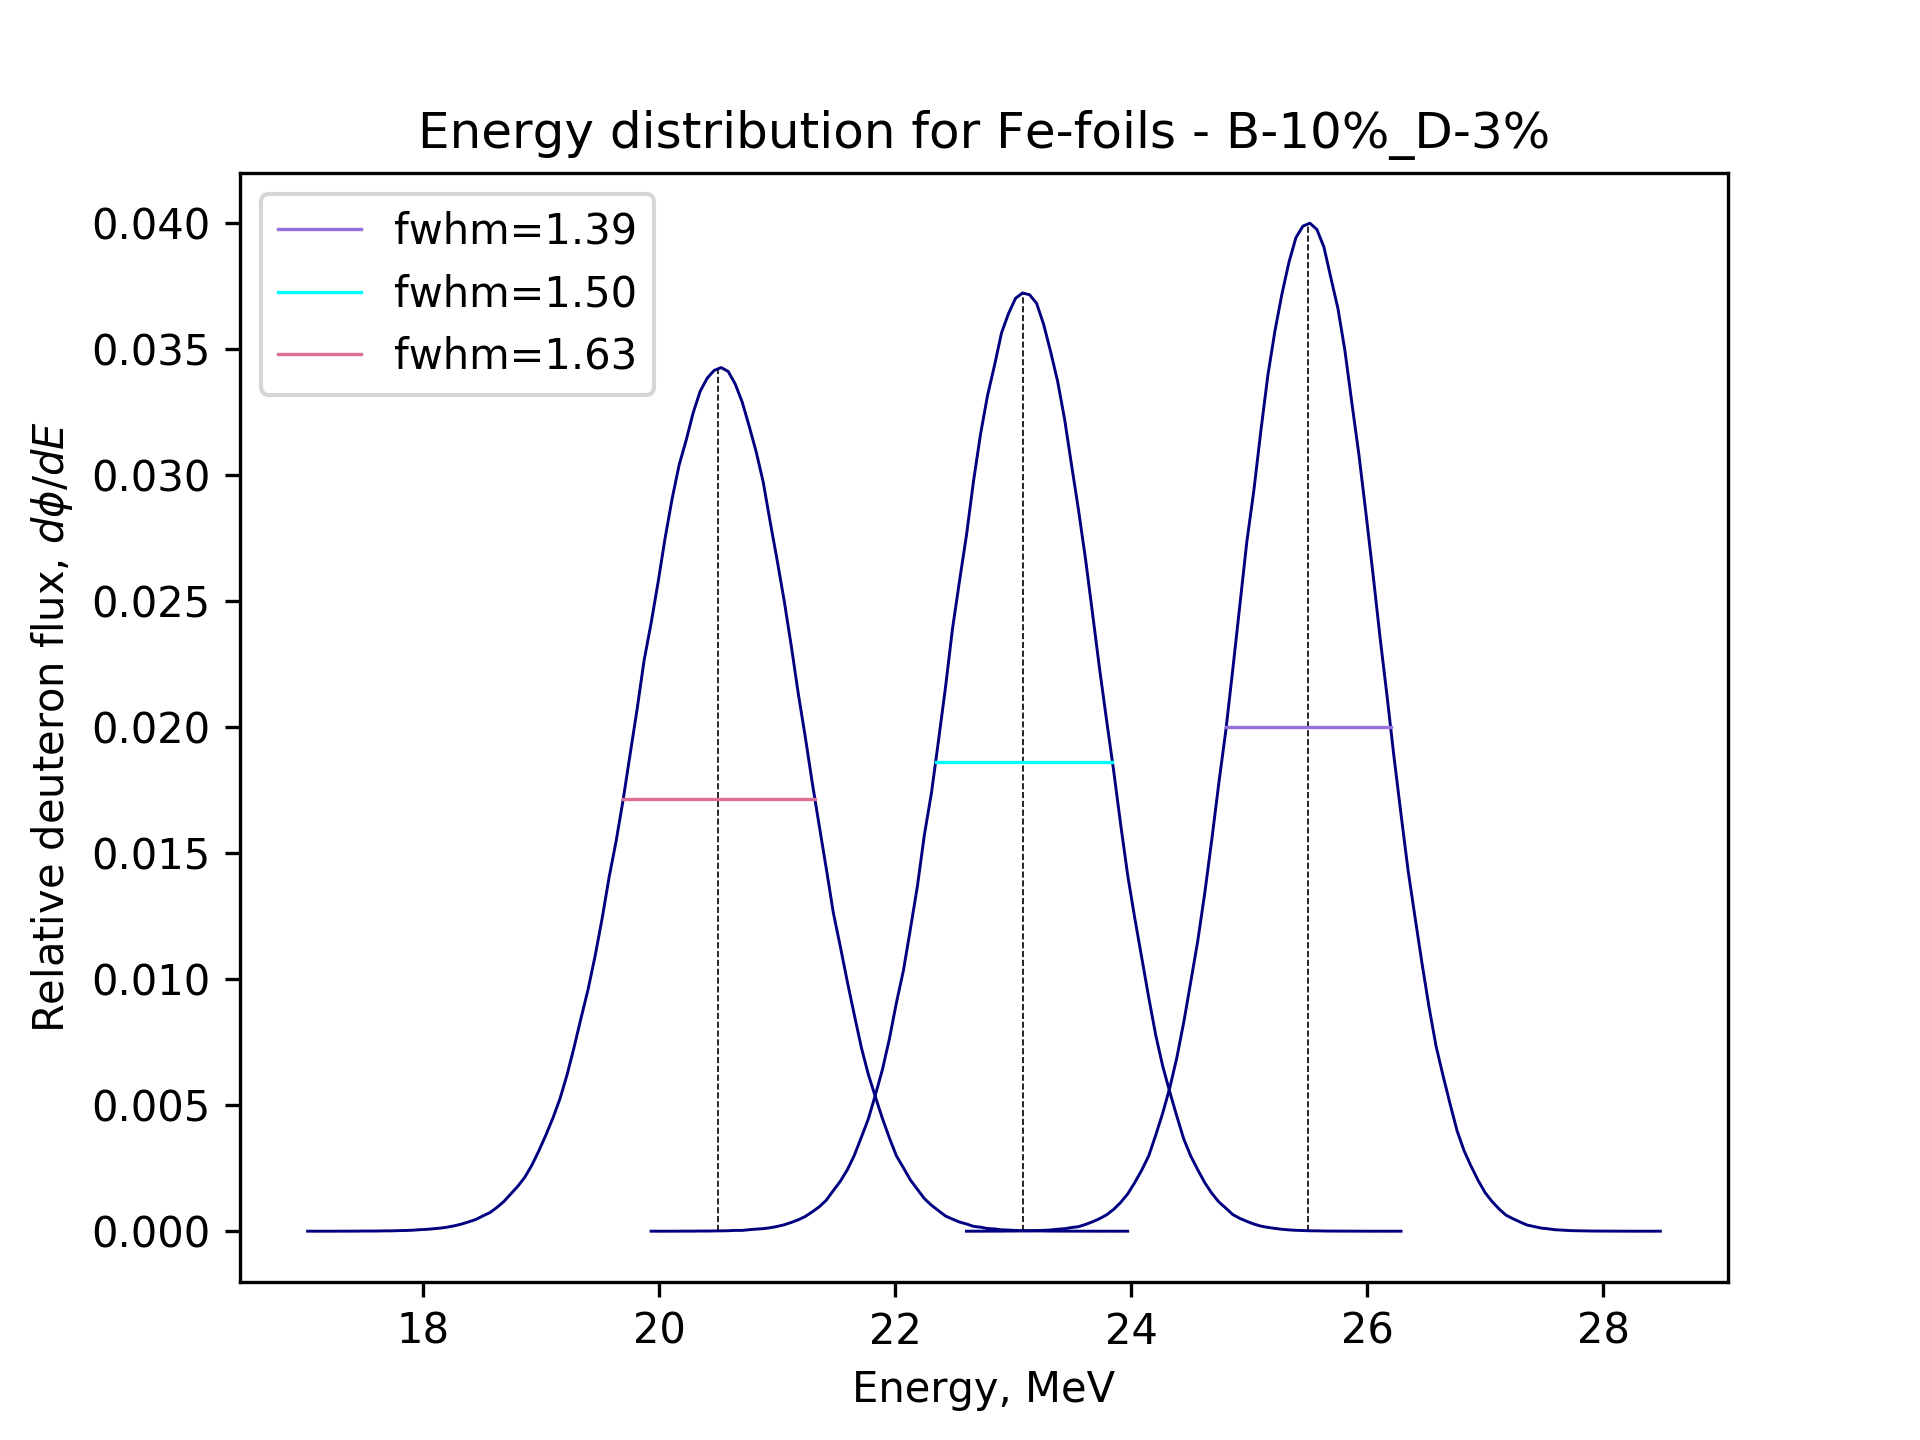 Energy distribution for Fe-foils - B-10%_D-3%
fwhm=1.39
fwhm=1.50
fwhm=1.63
Relative deuteron flux, dϕ/dE
0.040
0.035
0.030
0.025
0.020
0.015
0.010
0.005
0.000
18 20 22 24 26 28
Energy, MeV